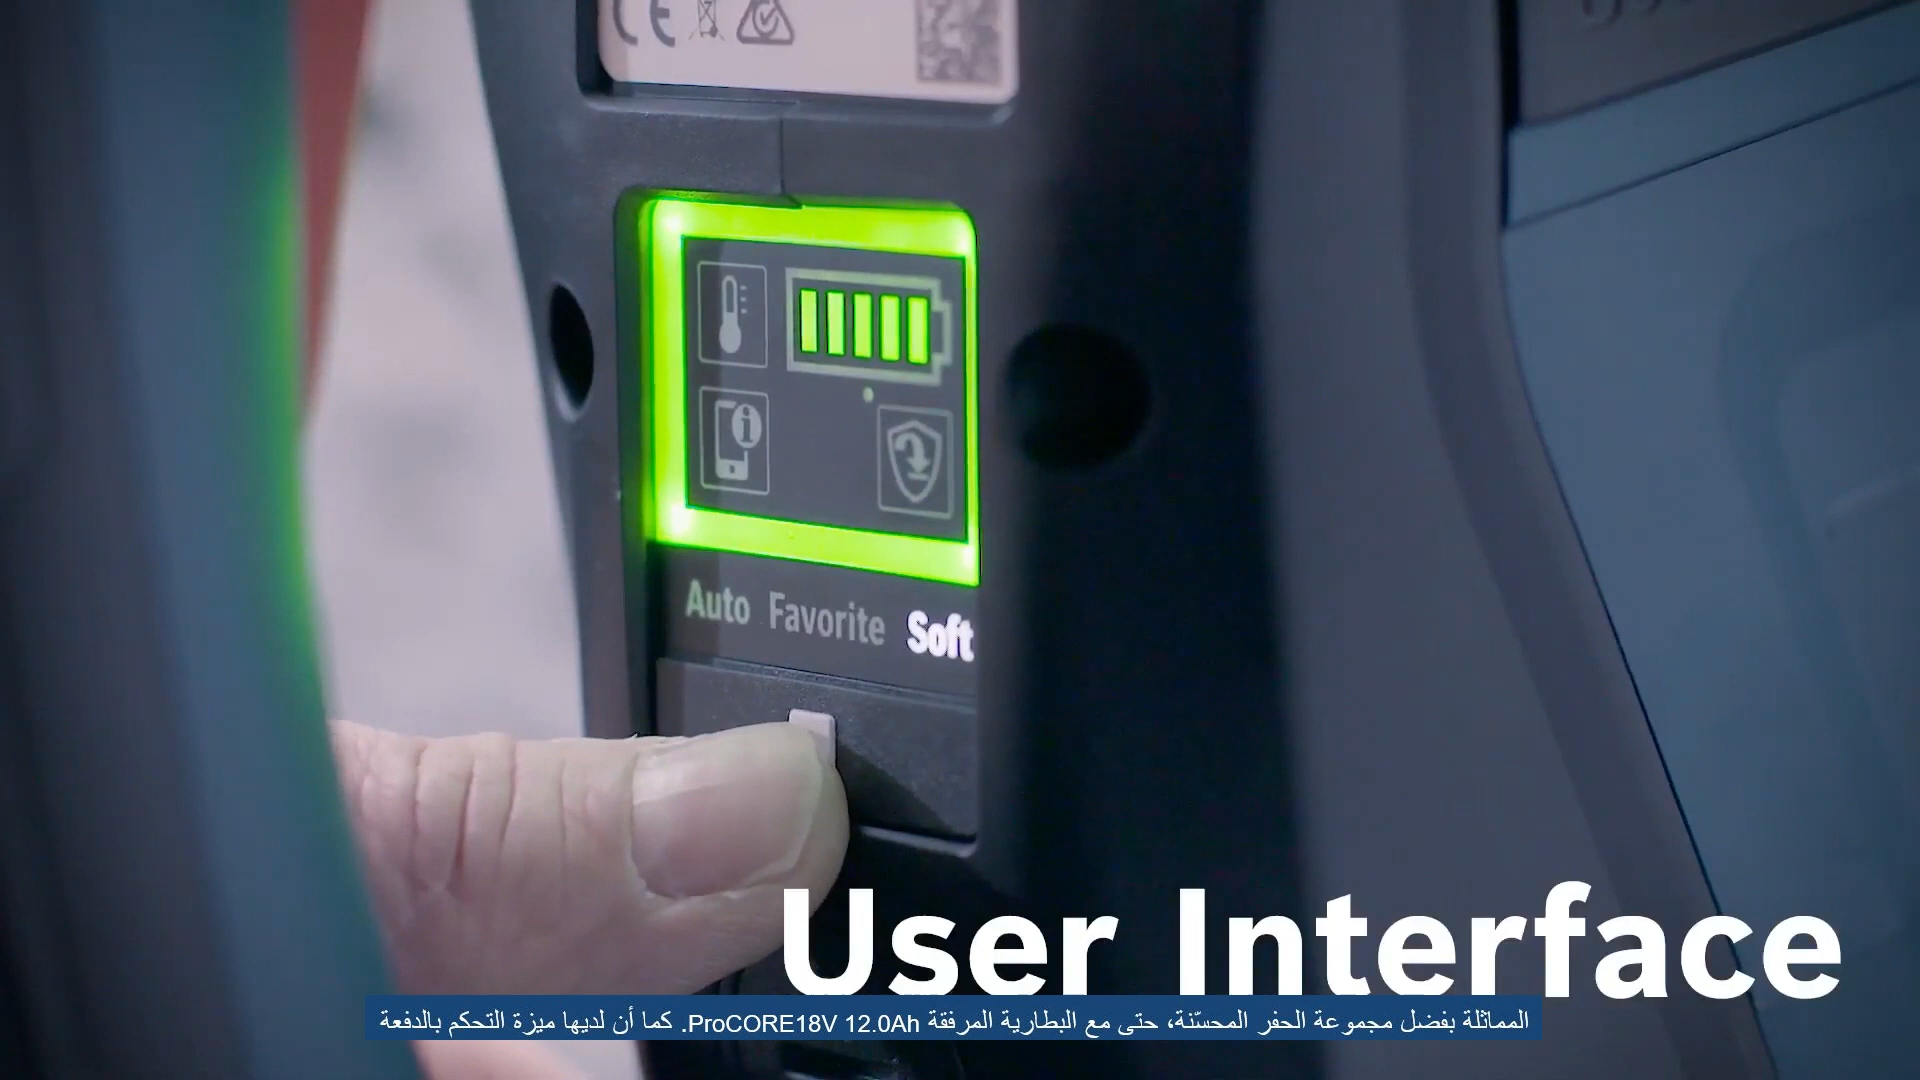 CE
Auto Favorite Soft
User Interface
المماثلة بفضل مجموعة الحفر المحسّنة، حتى مع البطارية المرفقة ProCORE18V 12.0Ah. كما أن لديها ميزة التحكم بالدفعة